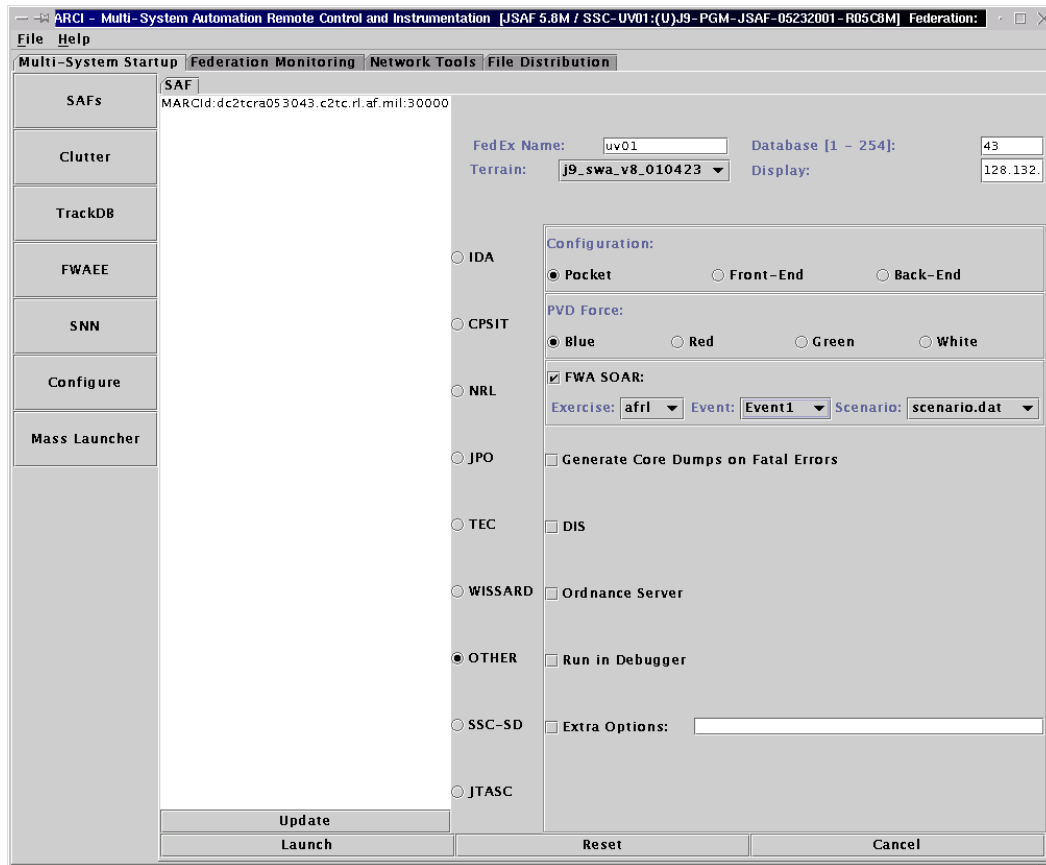 ARCI - Multi-System Automation Remote Control and Instrumentation [JSAF 5.8M / SSC-UV01:(U)J9-PGM-JSAF-05232001-R05C8M] Federation:
File Help
Multi-System Startup Federation Monitoring Network Tools File Distribution
SAFs
Clutter
TrackDB
FWAEE
SNN
Configure
Mass Launcher
SAF
MARCId:dc2tcra053043.c2tc.rl.af.mil:30000
FedEx Name: uv01 Database [1 - 254]: 43
Terrain: j9_swa_v8_010423 Display: 128.132.
IDA
CPSIT
NRL
JPO
TEC
WISSARD
OTHER
SSC-SD
JTASC
Configuration:
Pocket Front-End Back-End
PVD Force:
Blue Red Green White
FWA SOAR:
Exercise: afrl Event: Event1 Scenario: scenario.dat
Generate Core Dumps on Fatal Errors
DIS
Ordnance Server
Run in Debugger
Extra Options:
Update
Launch Reset Cancel